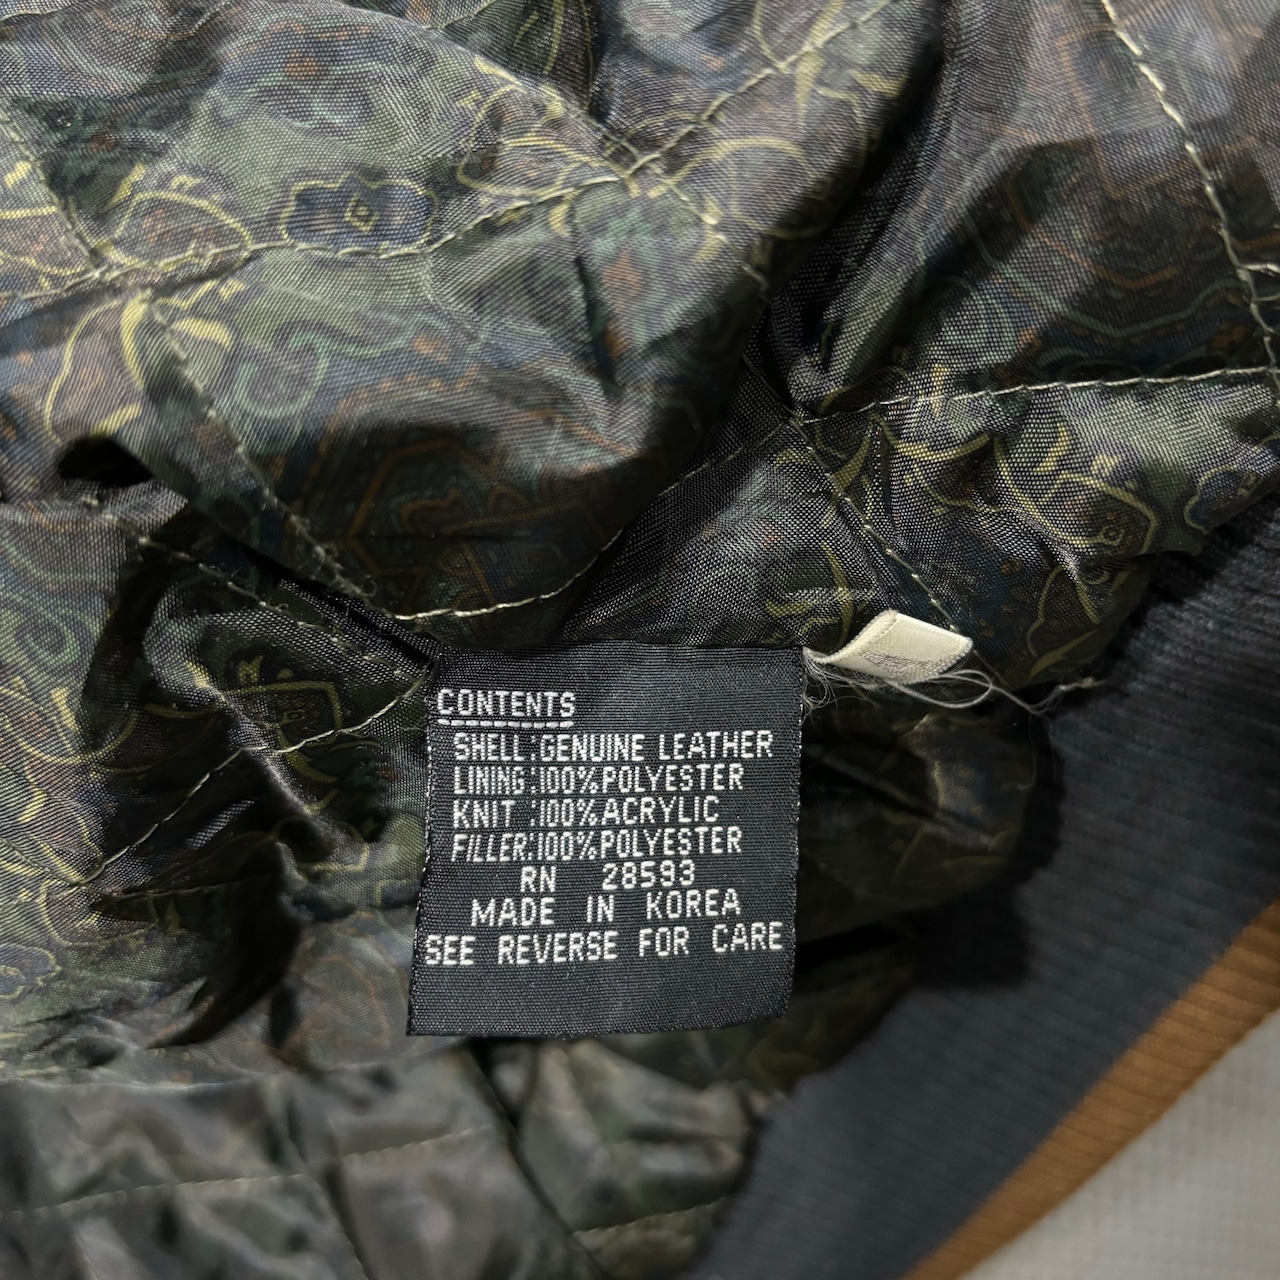 CONTENTS
SHELL:GENUINE LEATHER
LINING:100%POLYESTER
KNIT :100%ACRYLIC
FILLER:100%POLYESTER
RN 28593
MADE IN KOREA
SEE REVERSE FOR CARE